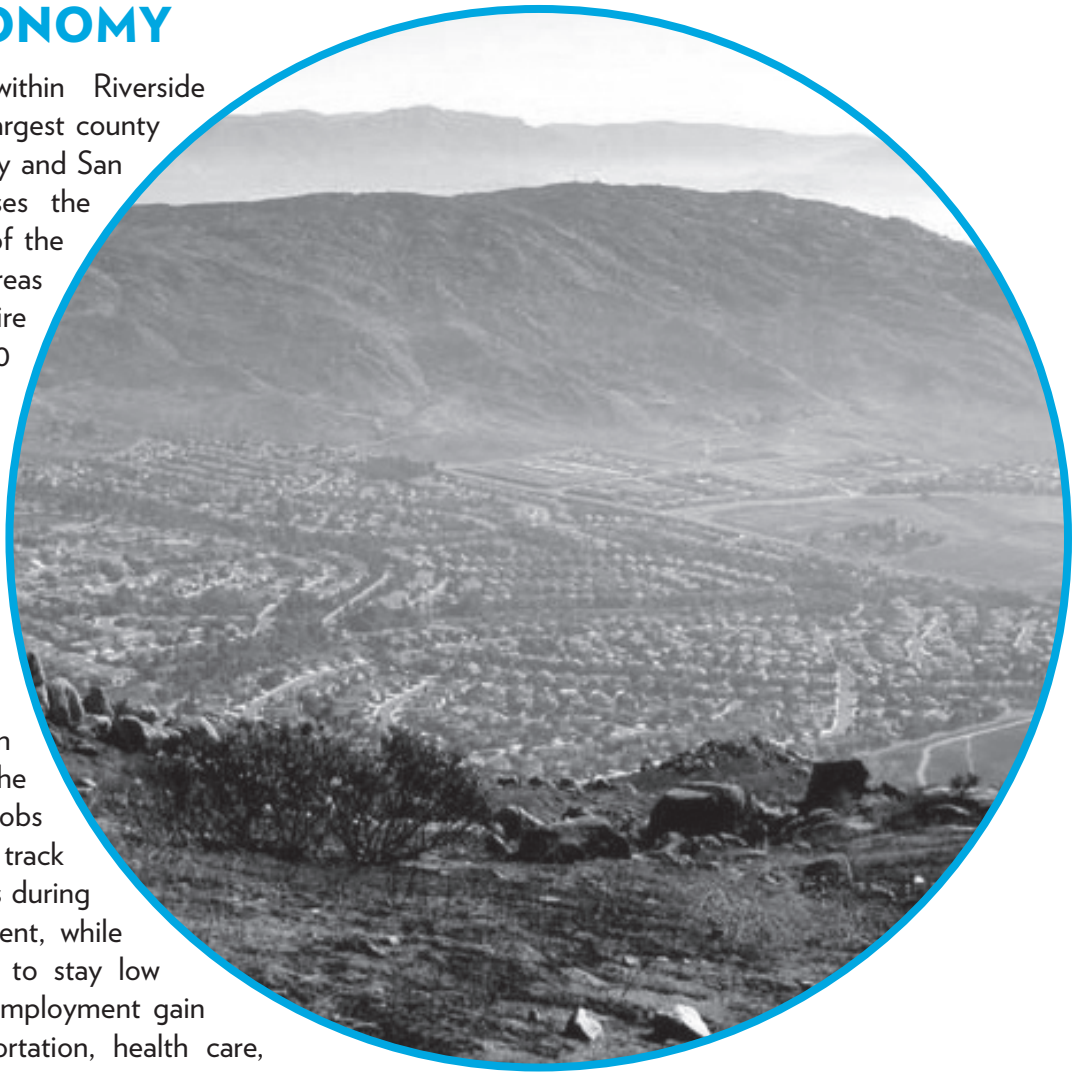 ONOMY
within Riverside
argest county
y and San
ses the
of the
reas
ire
0
n
he
obs
track
s during
ent, while
to stay low
mployment gain
ortation, health care,